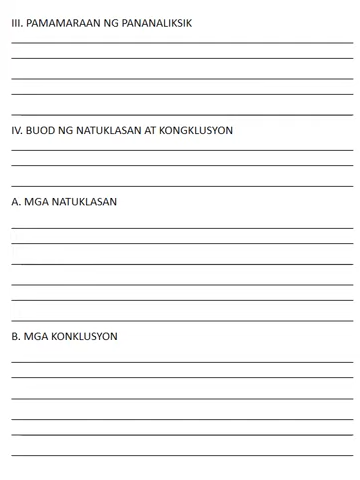 III. PAMAMARAAN NG PANANALIKSIK
IV. BUOD NG NATUKLASAN AT KONGKLUSYON
A. MGA NATUKLASAN
B. MGA KONKLUSYON